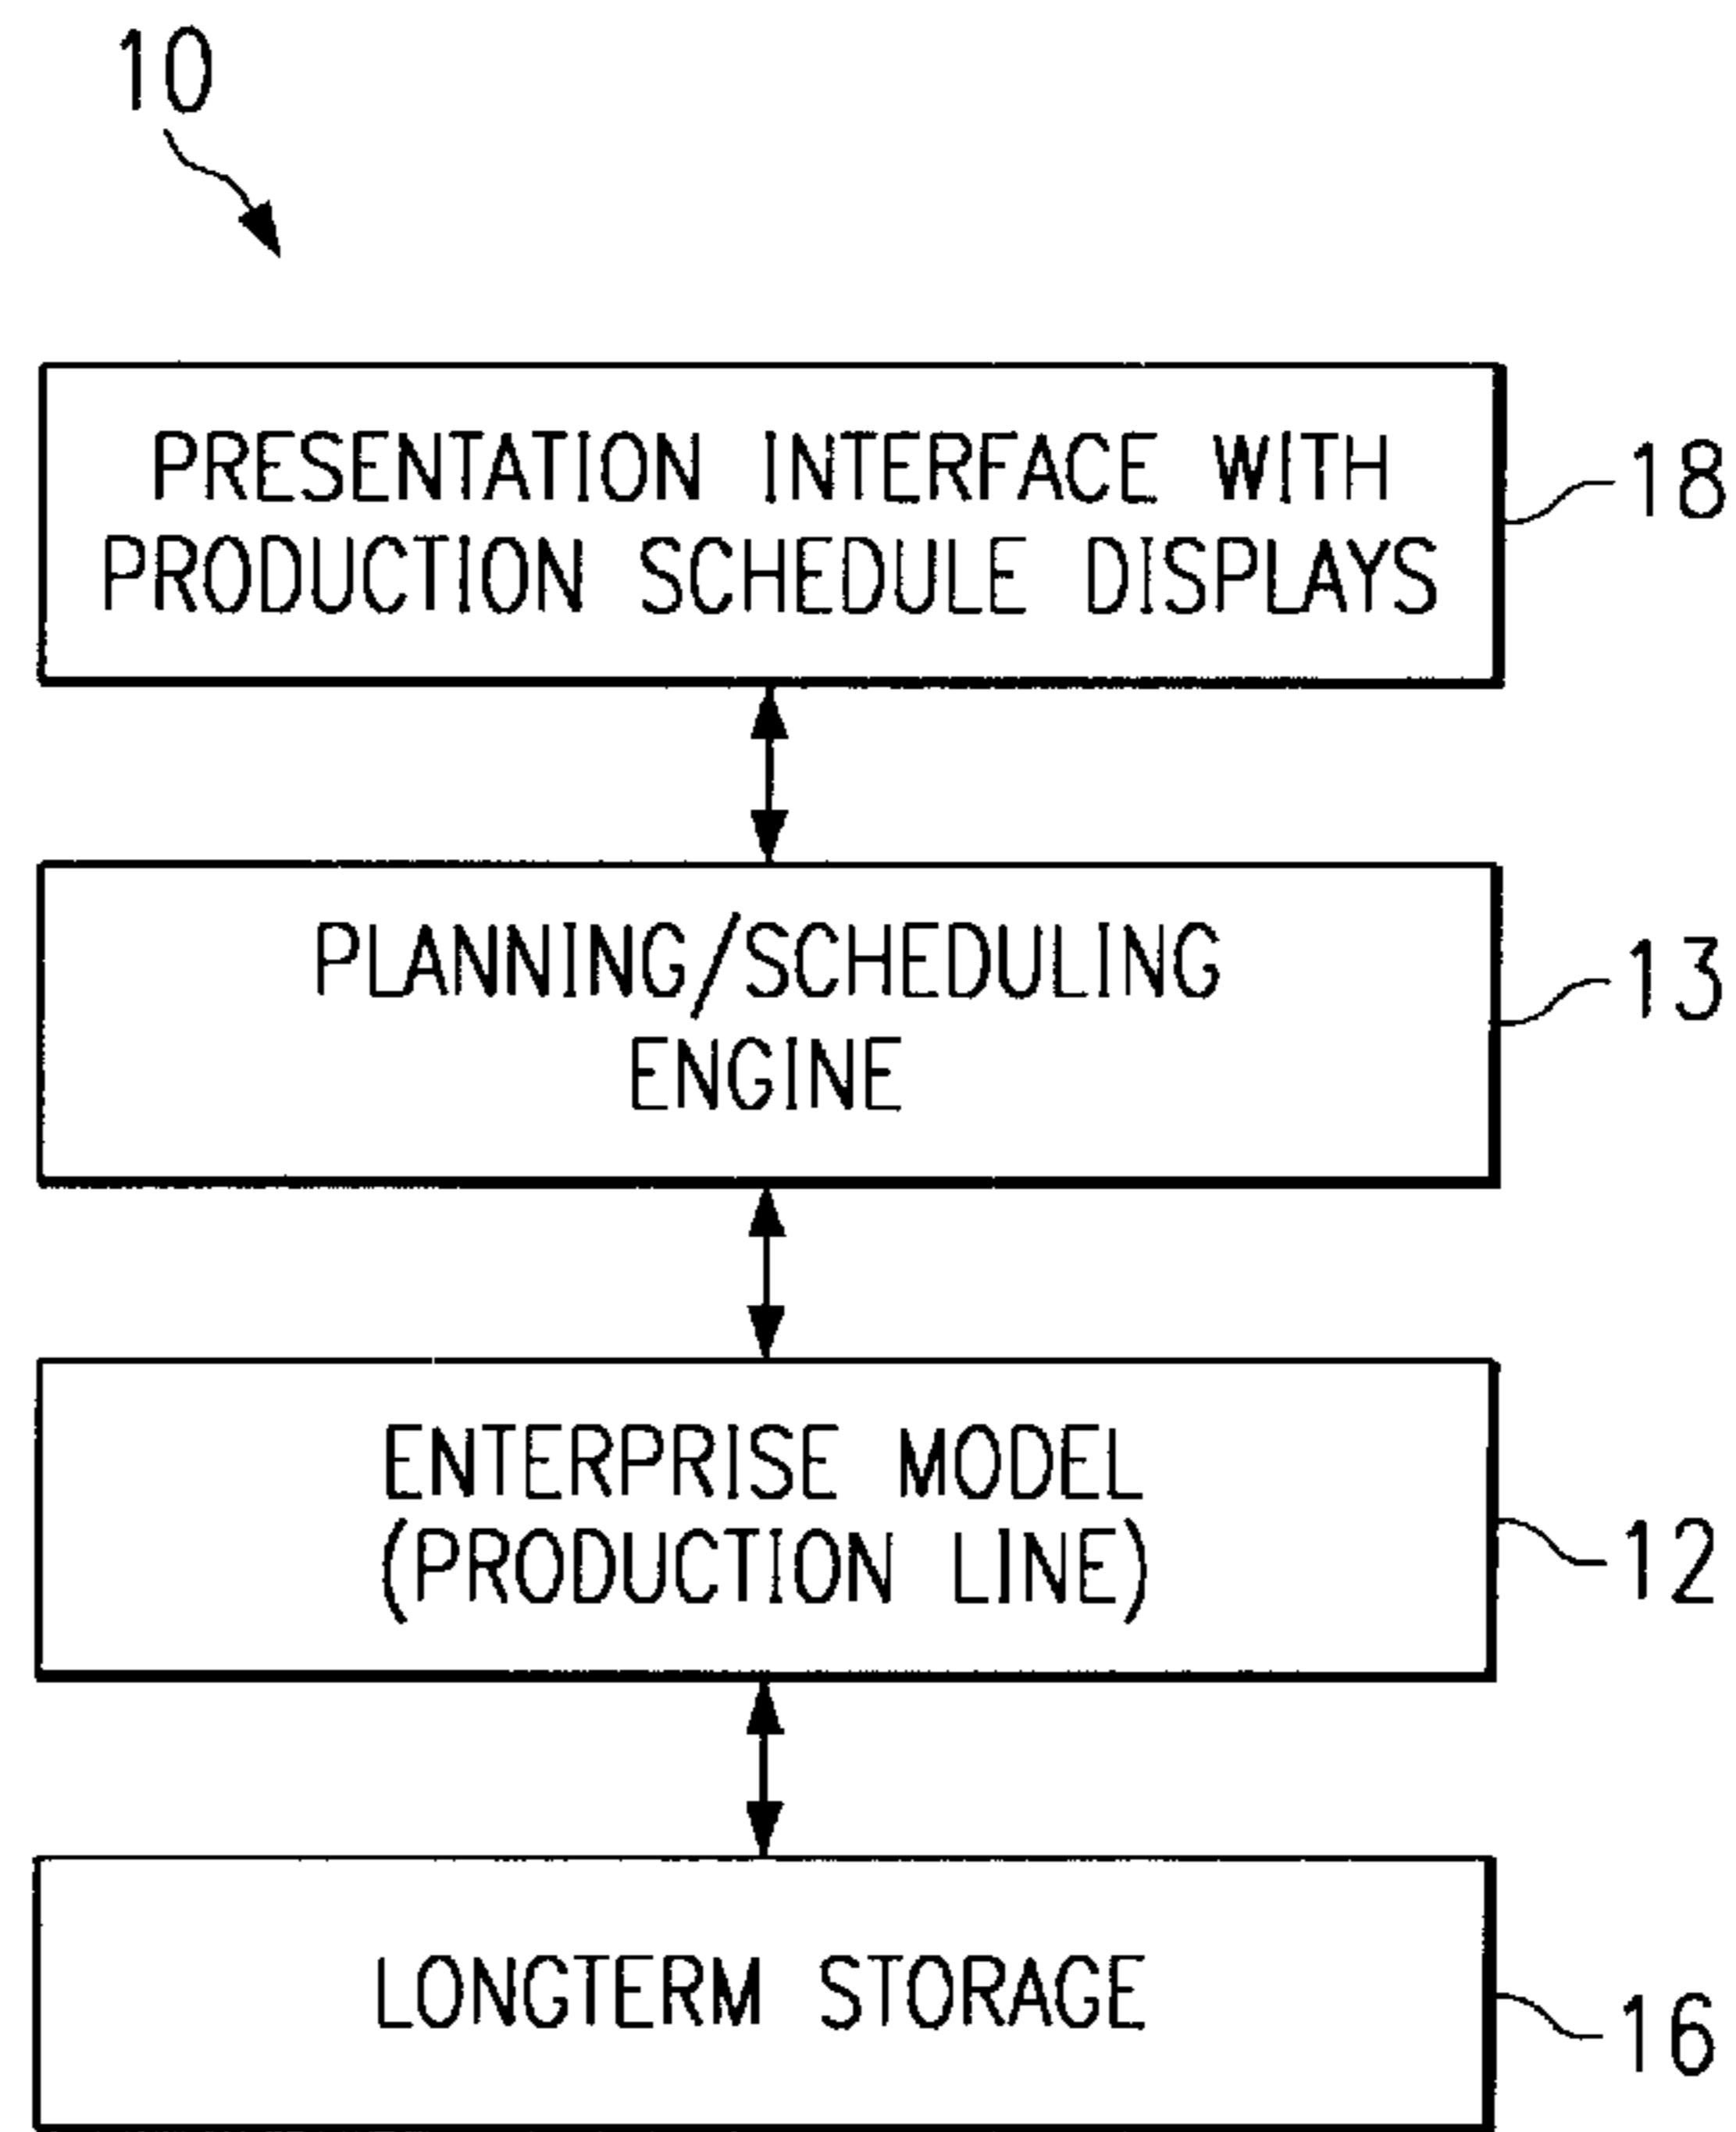 10
PRESENTATION INTERFACE WITH
PRODUCTION SCHEDULE DISPLAYS
18
PLANNING/SCHEDULING
ENGINE
13
ENTERPRISE MODEL
(PRODUCTION LINE)
12
LONGTERM STORAGE
16